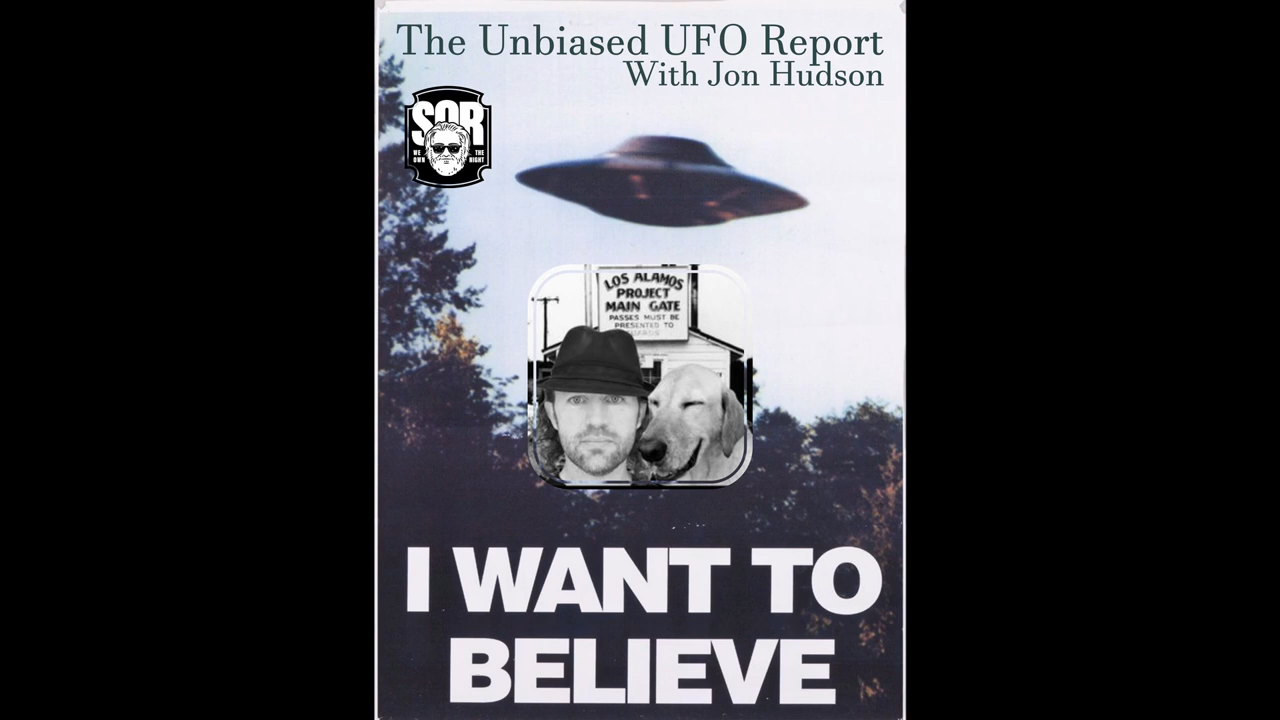 The Unbiased UFO Report
With Jon Hudson
SOR
WE OWN THE NIGHT
LOS ALAMOS
PROJECT
MAIN GATE
PASSES MUST BE
PRESENTED TO
GUARDS
I WANT TO
BELIEVE